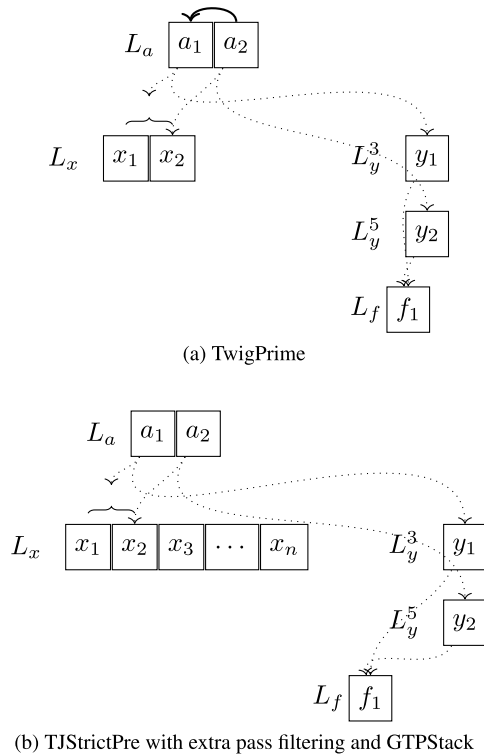 L_a a_1 a_2
L_x x_1 x_2 L_y^3 y_1
L_y^5 y_2
L_f f_1
(a) TwigPrime
L_a a_1 a_2
L_x x_1 x_2 x_3 ⋯ x_n L_y^3 y_1
L_y^5 y_2
L_f f_1
(b) TJStrictPre with extra pass filtering and GTPStack